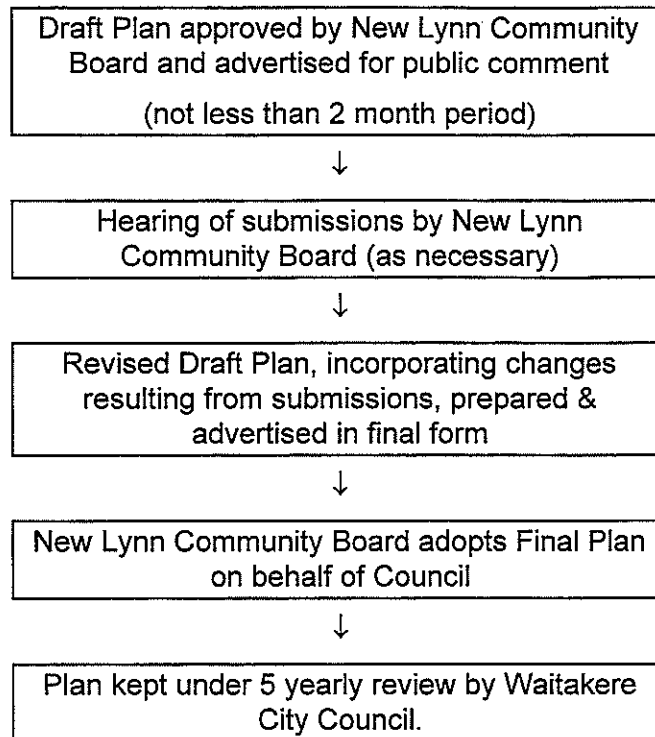 Draft Plan approved by New Lynn Community
Board and advertised for public comment
(not less than 2 month period)
↓
Hearing of submissions by New Lynn
Community Board (as necessary)
↓
Revised Draft Plan, incorporating changes
resulting from submissions, prepared &
advertised in final form
↓
New Lynn Community Board adopts Final Plan
on behalf of Council
↓
Plan kept under 5 yearly review by Waitakere
City Council.